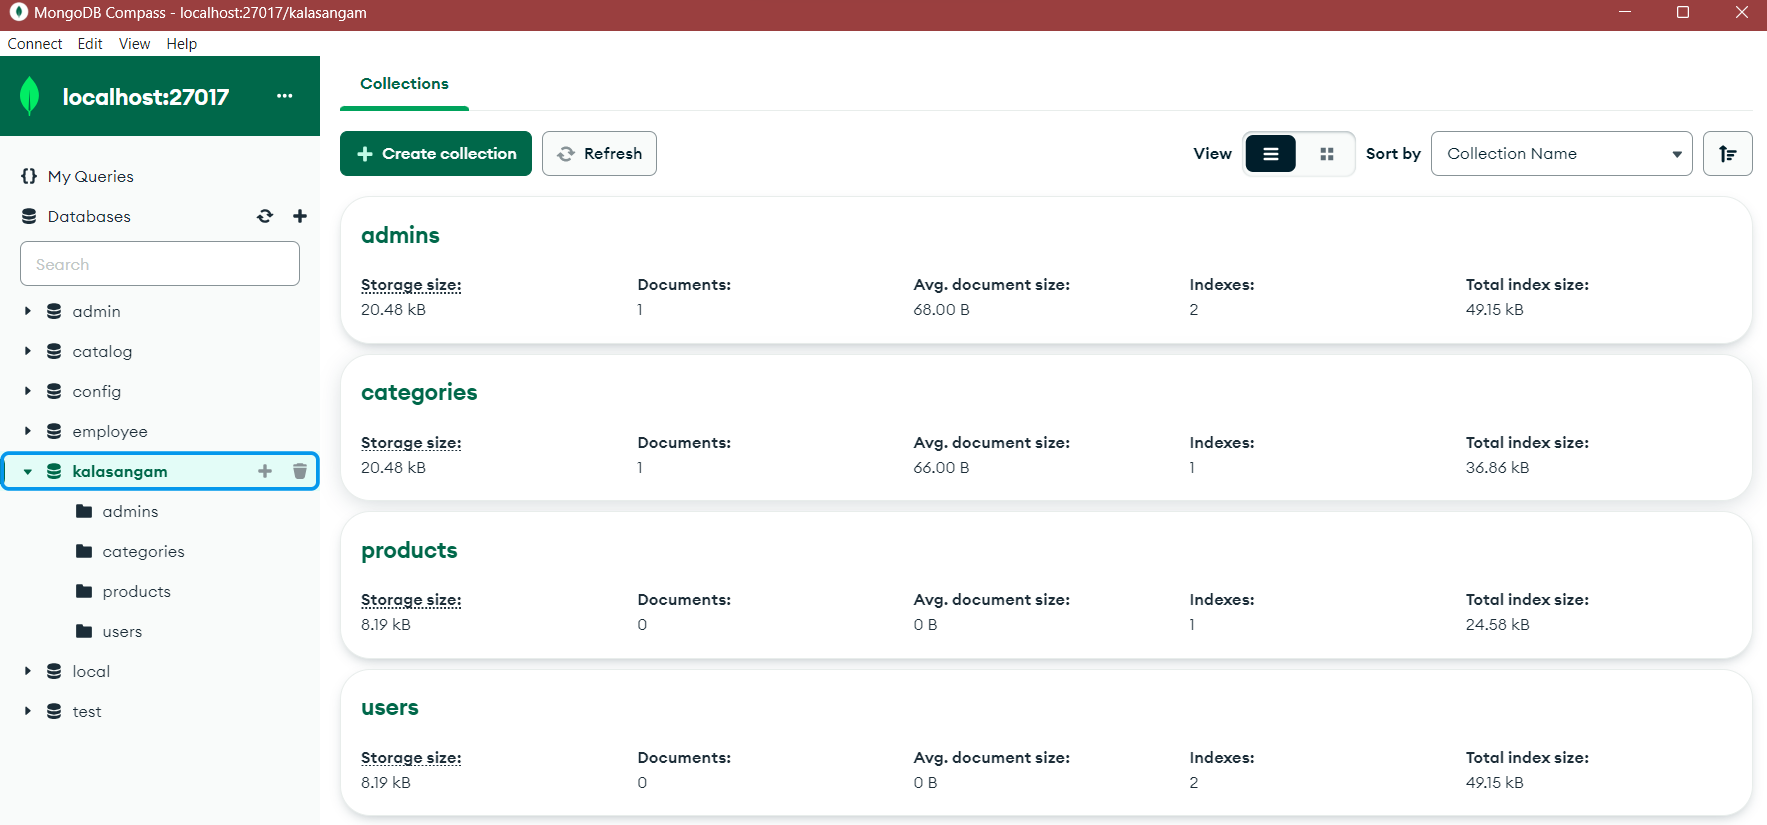 MongoDB Compass - localhost:27017/kalasangam
Connect Edit View Help
localhost:27017 ...
{} My Queries
Databases
Search
admin
catalog
config
employee
kalasangam
admins
categories
products
users
local
test
Collections
Create collection Refresh View Sort by Collection Name
admins
Storage size: Documents: Avg. document size: Indexes: Total index size:
20.48 kB 1 68.00 B 2 49.15 kB
categories
Storage size: Documents: Avg. document size: Indexes: Total index size:
20.48 kB 1 66.00 B 1 36.86 kB
products
Storage size: Documents: Avg. document size: Indexes: Total index size:
8.19 kB 0 0 B 1 24.58 kB
users
Storage size: Documents: Avg. document size: Indexes: Total index size:
8.19 kB 0 0 B 2 49.15 kB